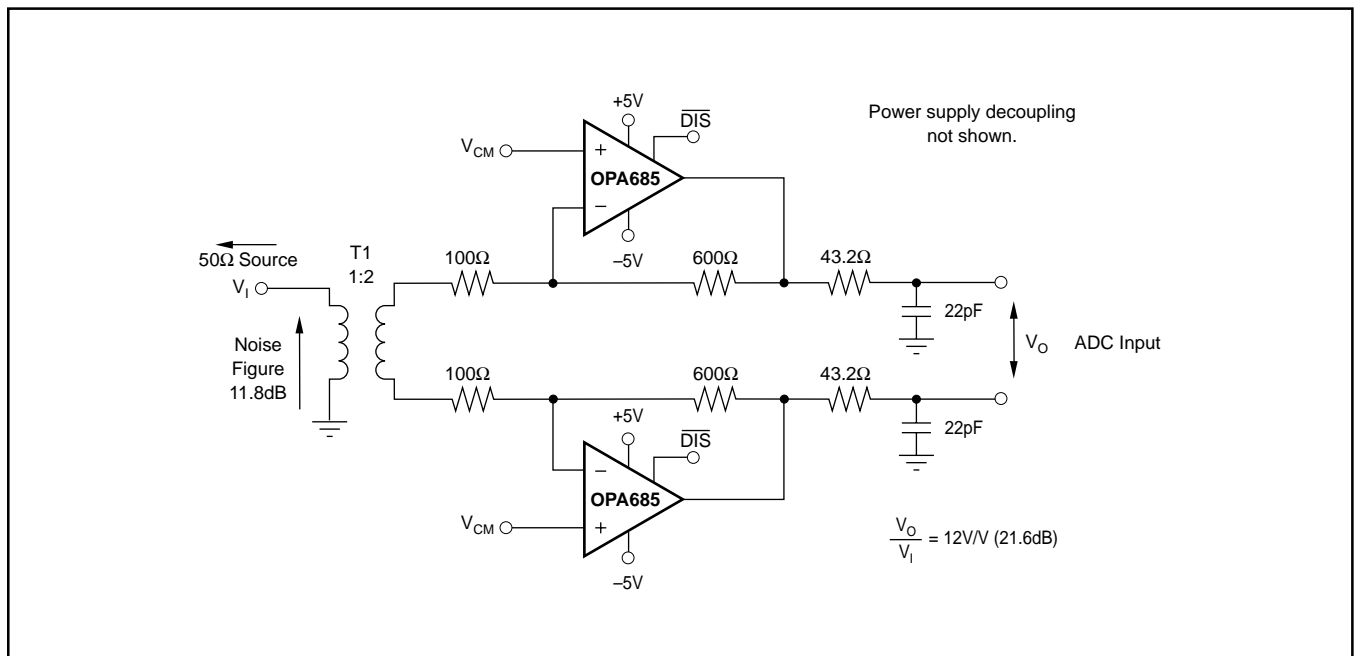 +5V
DIS
Power supply decoupling
not shown.
V_CM
+
OPA685
−
−5V
50Ω Source
V_I
T1
1:2
100Ω
600Ω
43.2Ω
22pF
Noise
Figure
11.8dB
V_O
ADC Input
100Ω
600Ω
43.2Ω
22pF
+5V
DIS
−
OPA685
V_CM
+
−5V
V_O
V_I
= 12V/V (21.6dB)